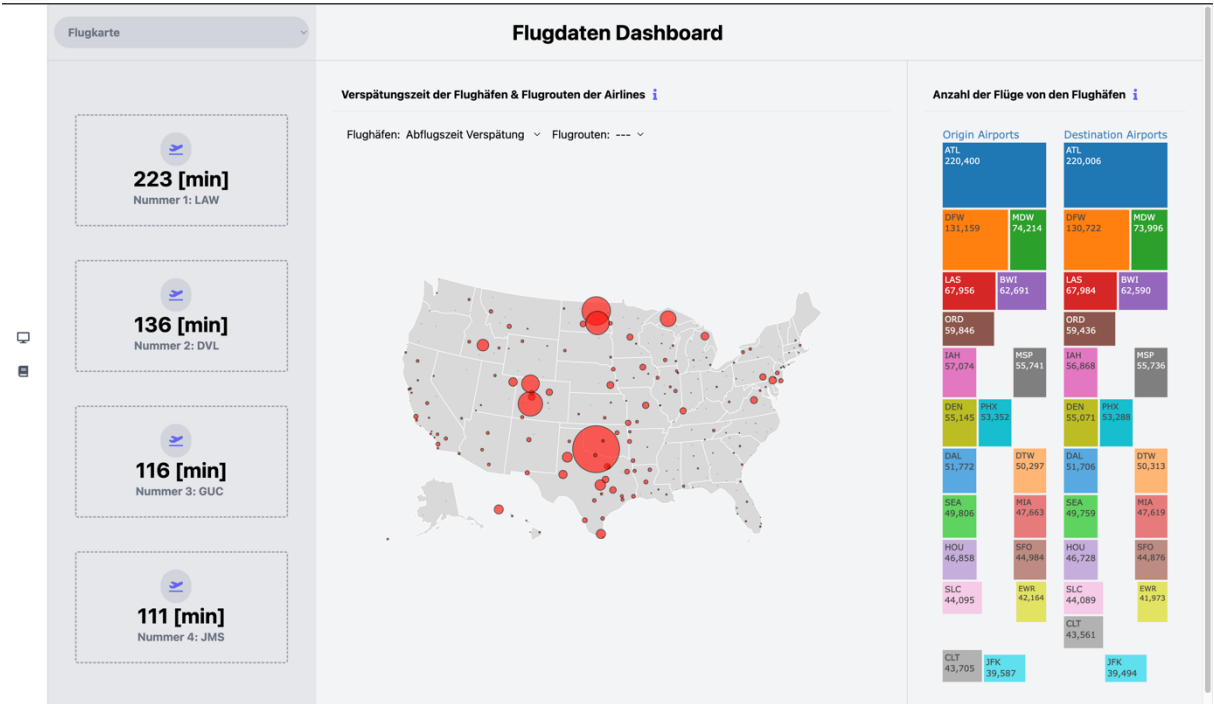 Flugkarte
Flugdaten Dashboard
223 [min]
Nummer 1: LAW
136 [min]
Nummer 2: DVL
116 [min]
Nummer 3: GUC
111 [min]
Nummer 4: JMS
Verspätungszeit der Flughäfen & Flugrouten der Airlines i
Flughäfen: Abflugszeit Verspätung Flugrouten: ---
Anzahl der Flüge von den Flughäfen i
Origin Airports
ATL
220,400
DFW
131,159
MDW
74,214
LAS
67,956
BWI
62,691
ORD
59,846
IAH
57,074
MSP
55,741
DEN
55,145
PHX
53,352
DAL
51,772
DTW
50,297
SEA
49,806
MIA
47,663
HOU
46,858
SFO
44,984
SLC
44,095
EWR
42,164
CLT
43,705
JFK
39,587
Destination Airports
ATL
220,006
DFW
130,722
MDW
73,996
LAS
67,984
BWI
62,590
ORD
59,436
IAH
56,868
MSP
55,736
DEN
55,071
PHX
53,288
DAL
51,706
DTW
50,313
SEA
49,759
MIA
47,619
HOU
46,728
SFO
44,876
SLC
44,089
EWR
41,973
CLT
43,561
JFK
39,494